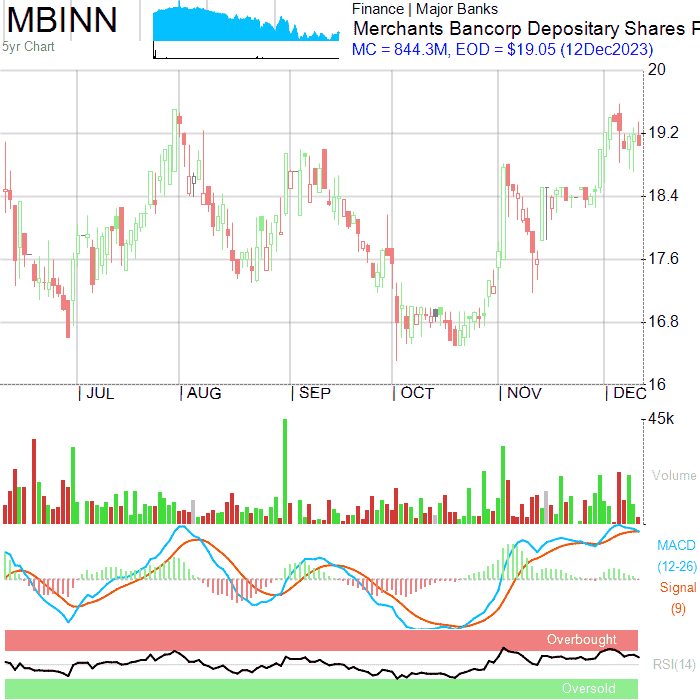 MBINN
5yr Chart
Finance | Major Banks
Merchants Bancorp Depositary Shares
MC = 844.3M, EOD = $19.05 (12Dec2023)
20
19.2
18.4
17.6
16.8
16
| JUL | AUG | SEP | OCT | NOV | DEC
45k
Volume
MACD
(12-26)
Signal
(9)
Overbought
RSI(14)
Oversold